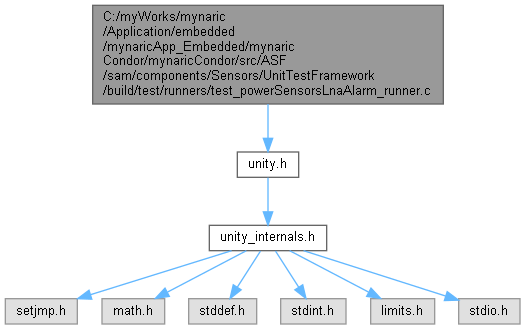 C:/myWorks/mynaric
/Application/embedded
/mynaricApp_Embedded/mynaric
Condor/mynaricCondor/src/ASF
/sam/components/Sensors/UnitTestFramework
/build/test/runners/test_powerSensorsLnaAlarm_runner.c
unity.h
unity_internals.h
setjmp.h math.h stddef.h stdint.h limits.h stdio.h